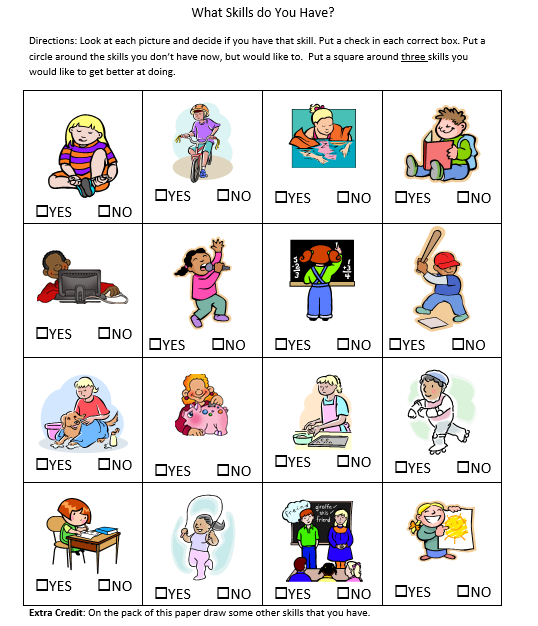 What Skills do You Have?
Directions: Look at each picture and decide if you have that skill. Put a check in each correct box. Put a
circle around the skills you don't have now, but would like to. Put a square around three skills you
would like to get better at doing.
☐YES ☐NO ☐YES ☐NO ☐YES ☐NO ☐YES ☐NO
☐YES ☐NO ☐YES ☐NO ☐YES ☐NO ☐YES ☐NO
☐YES ☐NO ☐YES ☐NO ☐YES ☐NO ☐YES ☐NO
giraffe
friend
☐YES ☐NO ☐YES ☐NO ☐YES ☐NO ☐YES ☐NO
Extra Credit: On the pack of this paper draw some other skills that you have.